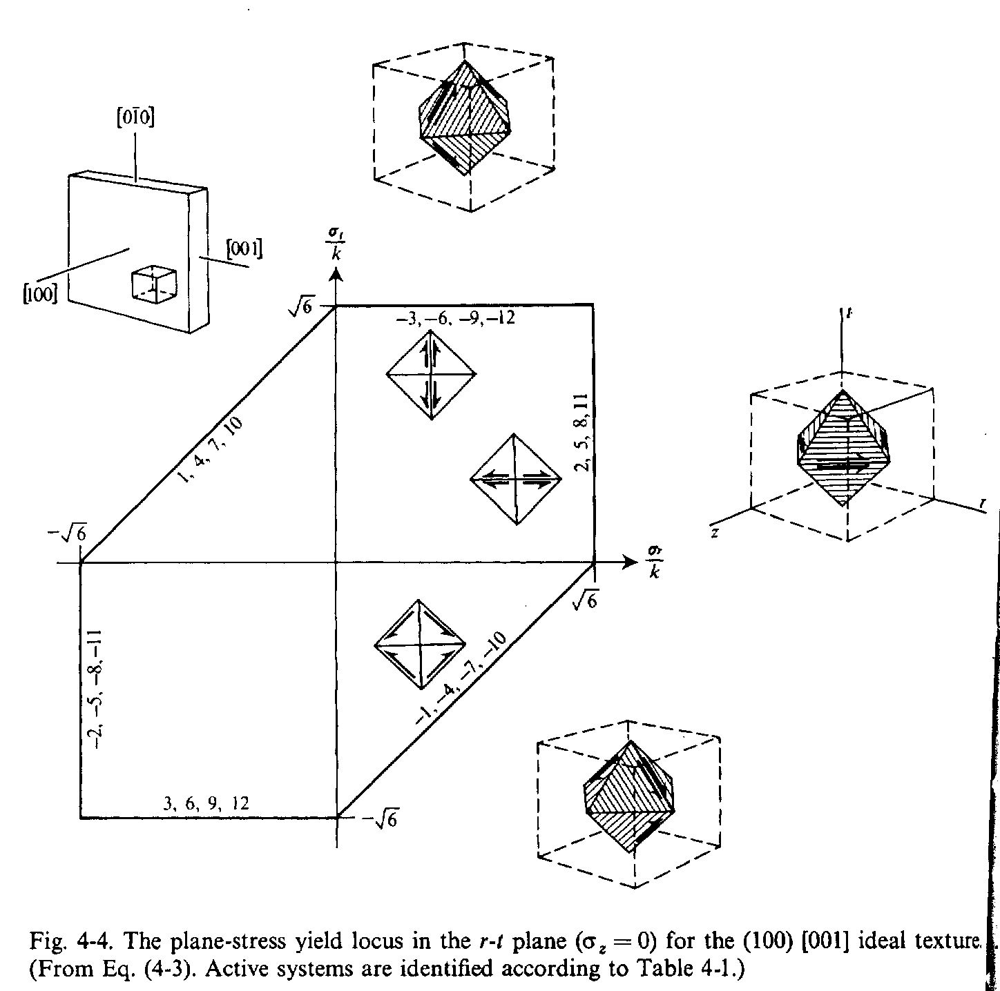 [01̄0]
[001]
[100]
σt
k
√6
−3, −6, −9, −12
2, 5, 8, 11
1, 4, 7, 10
−√6
σr
k
√6
t
z
r
−2, −5, −8, −11
−1, −4, −7, −10
3, 6, 9, 12
−√6
Fig. 4-4. The plane-stress yield locus in the r-t plane (σz = 0) for the (100) [001] ideal texture.
(From Eq. (4-3). Active systems are identified according to Table 4-1.)